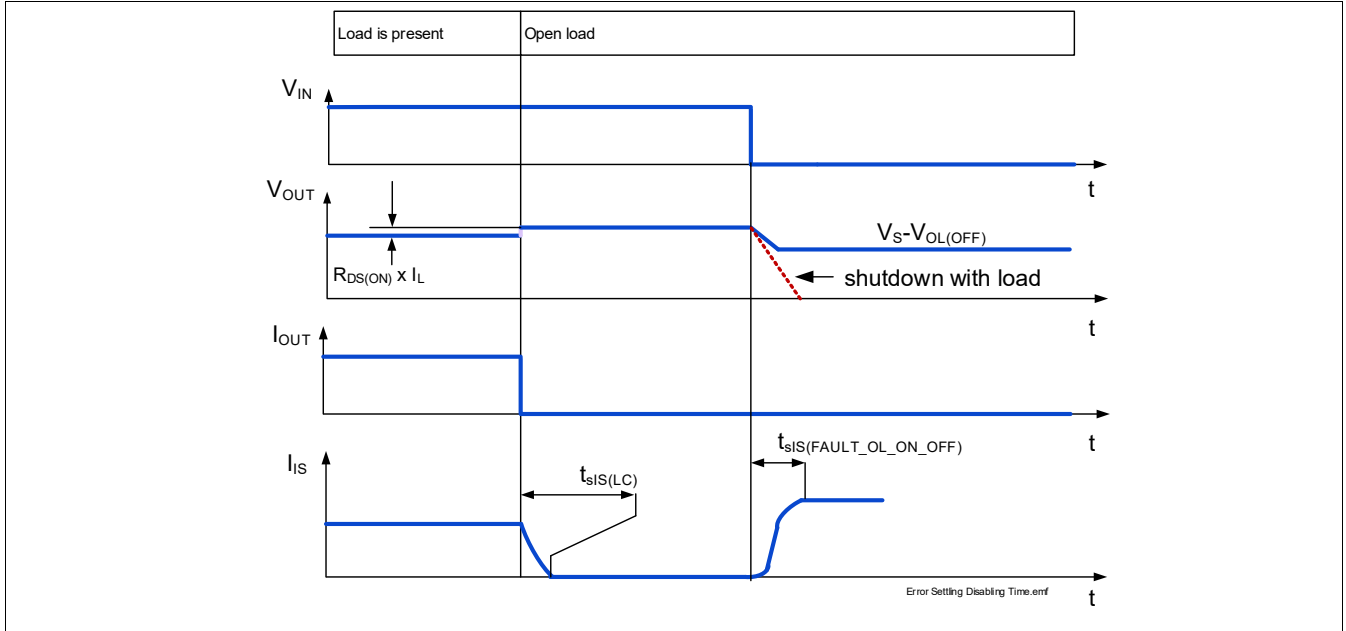 Load is present
Open load
VIN
t
VOUT
VS-VOL(OFF)
RDS(ON) x IL
shutdown with load
t
IOUT
t
IIS
tsIS(LC)
tsIS(FAULT_OL_ON_OFF)
Error Settling Disabling Time.emf
t